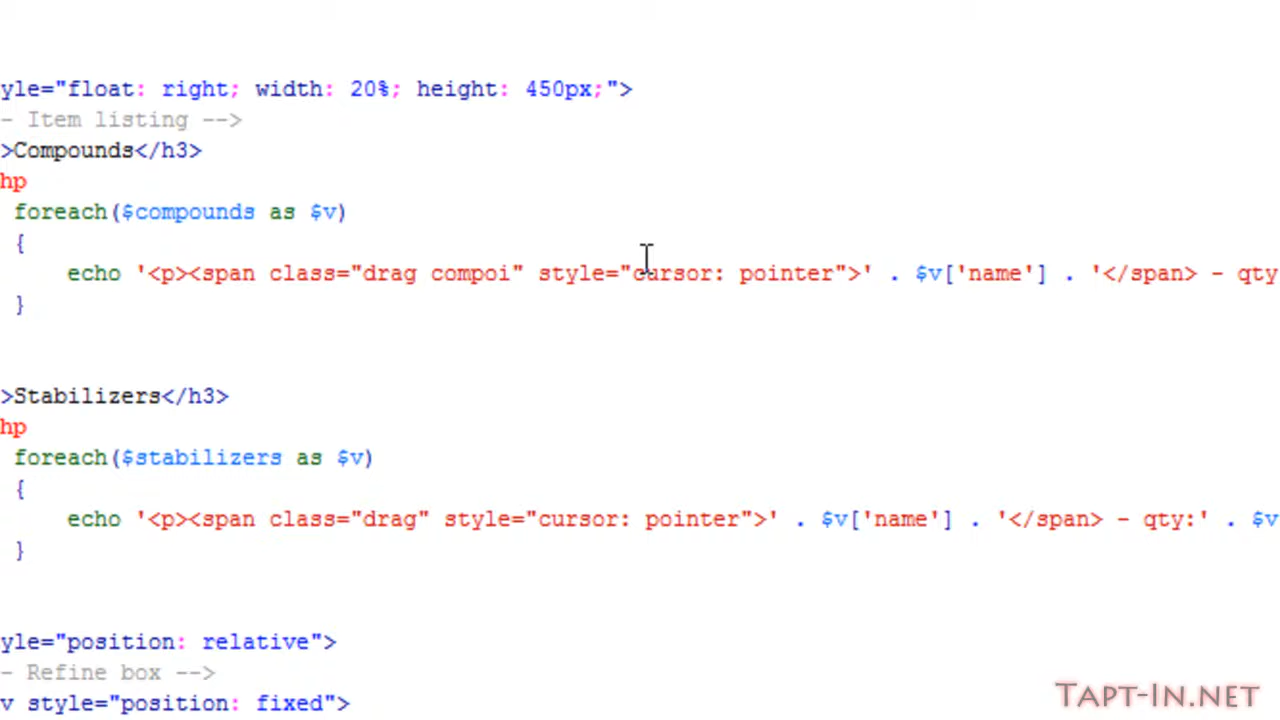 yle="float: right; width: 20%; height: 450px;">
- Item listing -->
>Compounds</h3>
hp
foreach($compounds as $v)
{
echo '<p><span class="drag compoi" style="cursor: pointer">' . $v['name'] . '</span> - qty
}
>Stabilizers</h3>
hp
foreach($stabilizers as $v)
{
echo '<p><span class="drag" style="cursor: pointer">' . $v['name'] . '</span> - qty:' . $v
}
yle="position: relative">
- Refine box -->
v style="position: fixed">
TAPT-IN.NET